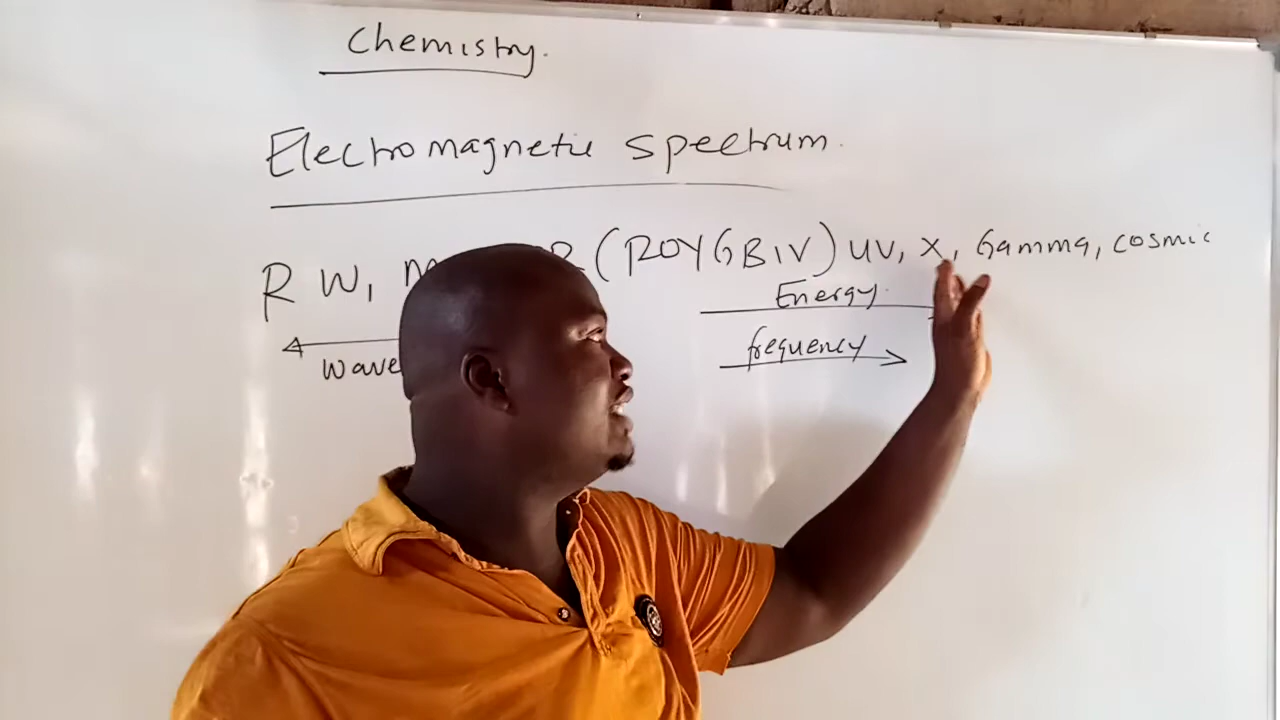 Chemistry.
Electromagnetic spectrum.
R W, M R (ROYGBIV) UV, X, Gamma, cosmic
Energy.
wave
frequency